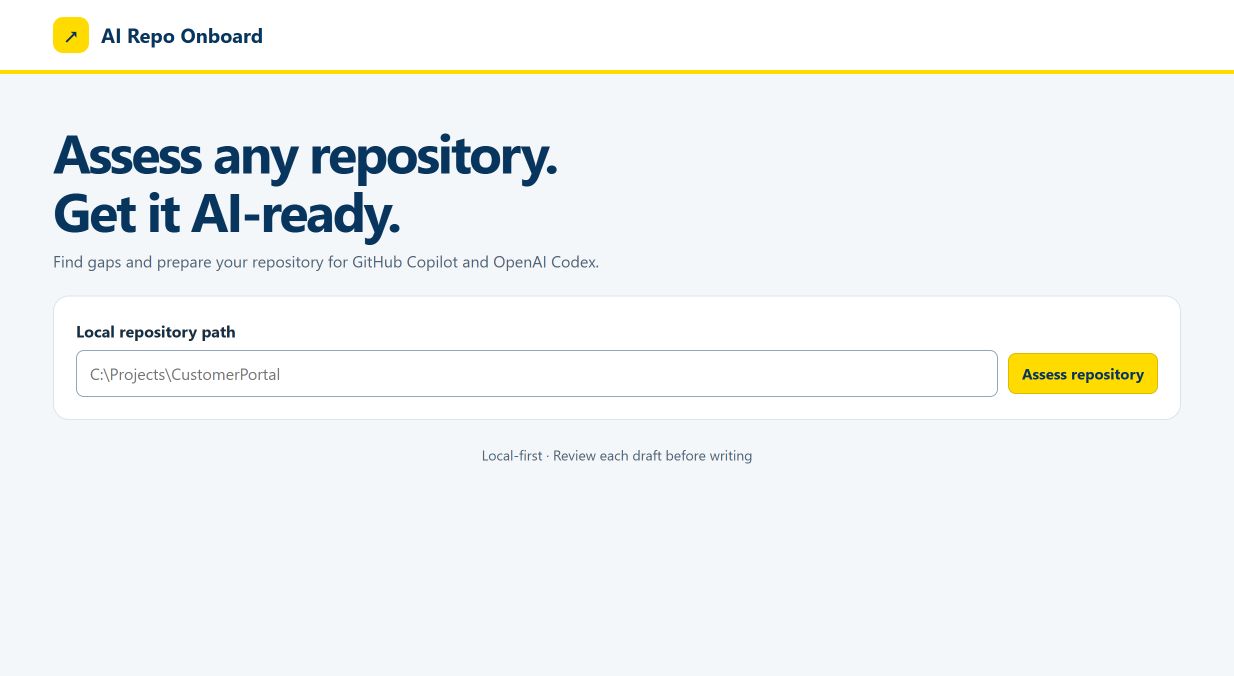 ↗ AI Repo Onboard
Assess any repository.
Get it AI-ready.
Find gaps and prepare your repository for GitHub Copilot and OpenAI Codex.
Local repository path
C:\Projects\CustomerPortal
Assess repository
Local-first · Review each draft before writing